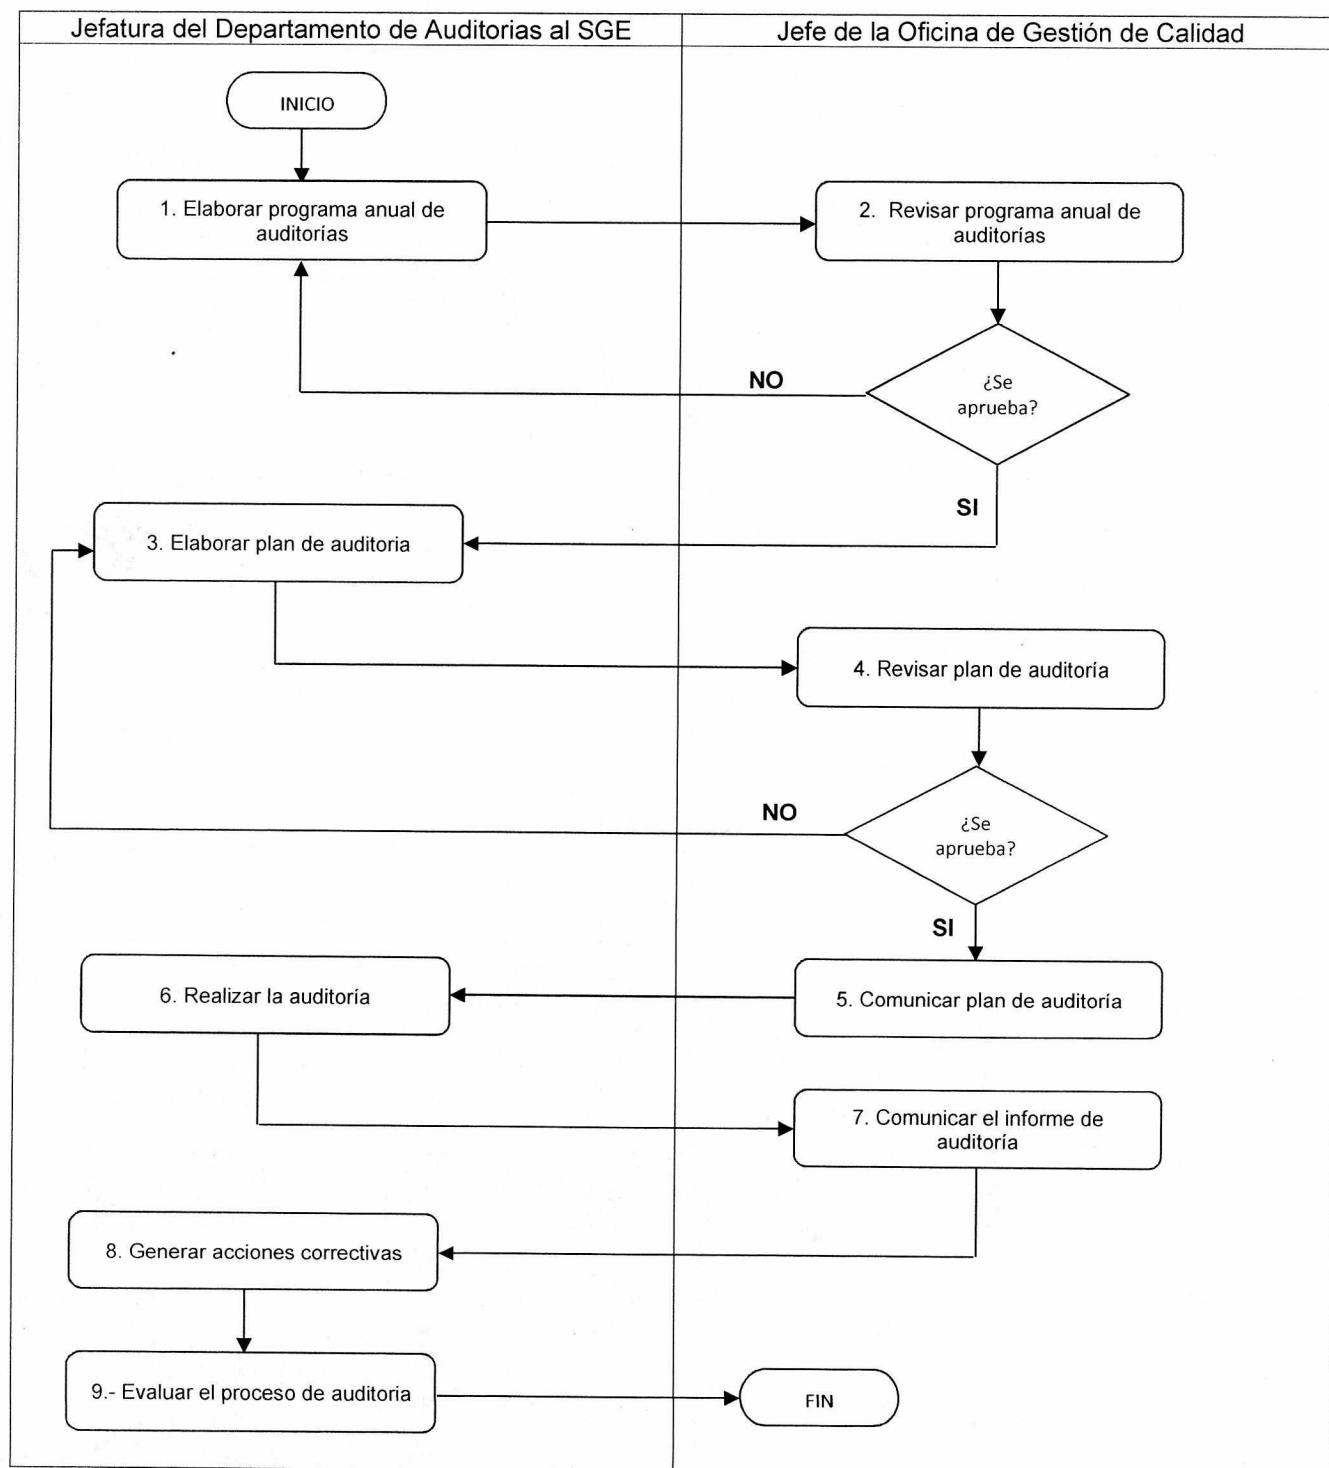 Jefatura del Departamento de Auditorias al SGE
Jefe de la Oficina de Gestión de Calidad
INICIO
1. Elaborar programa anual de
auditorías
2. Revisar programa anual de
auditorías
¿Se
aprueba?
NO
SI
3. Elaborar plan de auditoria
4. Revisar plan de auditoría
¿Se
aprueba?
NO
SI
5. Comunicar plan de auditoría
6. Realizar la auditoría
7. Comunicar el informe de
auditoría
8. Generar acciones correctivas
9.- Evaluar el proceso de auditoria
FIN